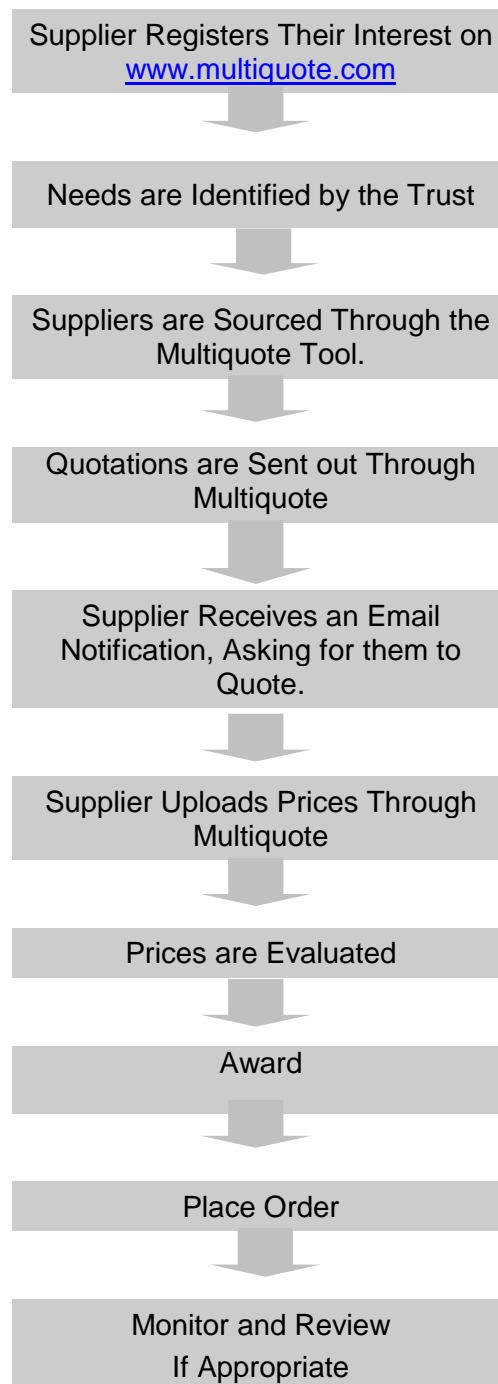 Supplier Registers Their Interest on
www.multiquote.com
Needs are Identified by the Trust
Suppliers are Sourced Through the
Multiquote Tool.
Quotations are Sent out Through
Multiquote
Supplier Receives an Email
Notification, Asking for them to
Quote.
Supplier Uploads Prices Through
Multiquote
Prices are Evaluated
Award
Place Order
Monitor and Review
If Appropriate